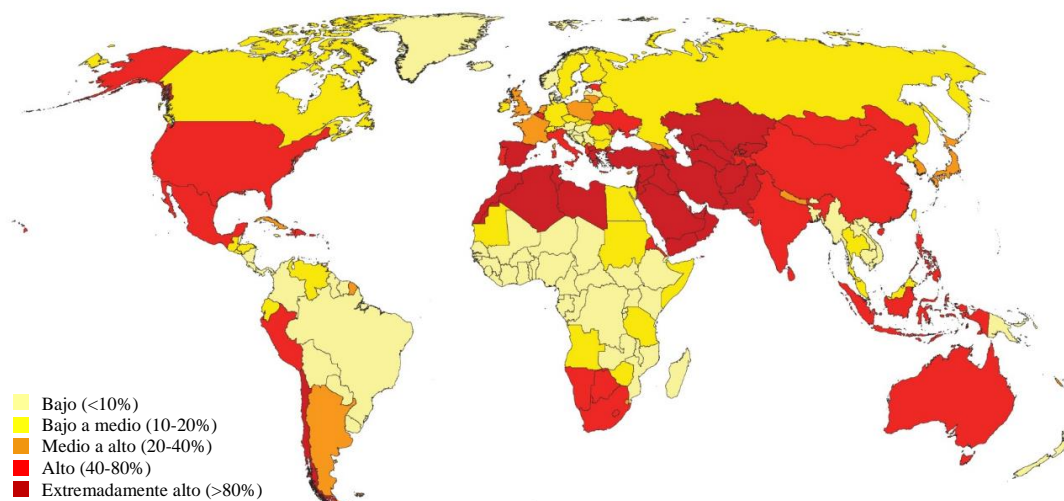 Bajo (<10%)
Bajo a medio (10-20%)
Medio a alto (20-40%)
Alto (40-80%)
Extremadamente alto (>80%)